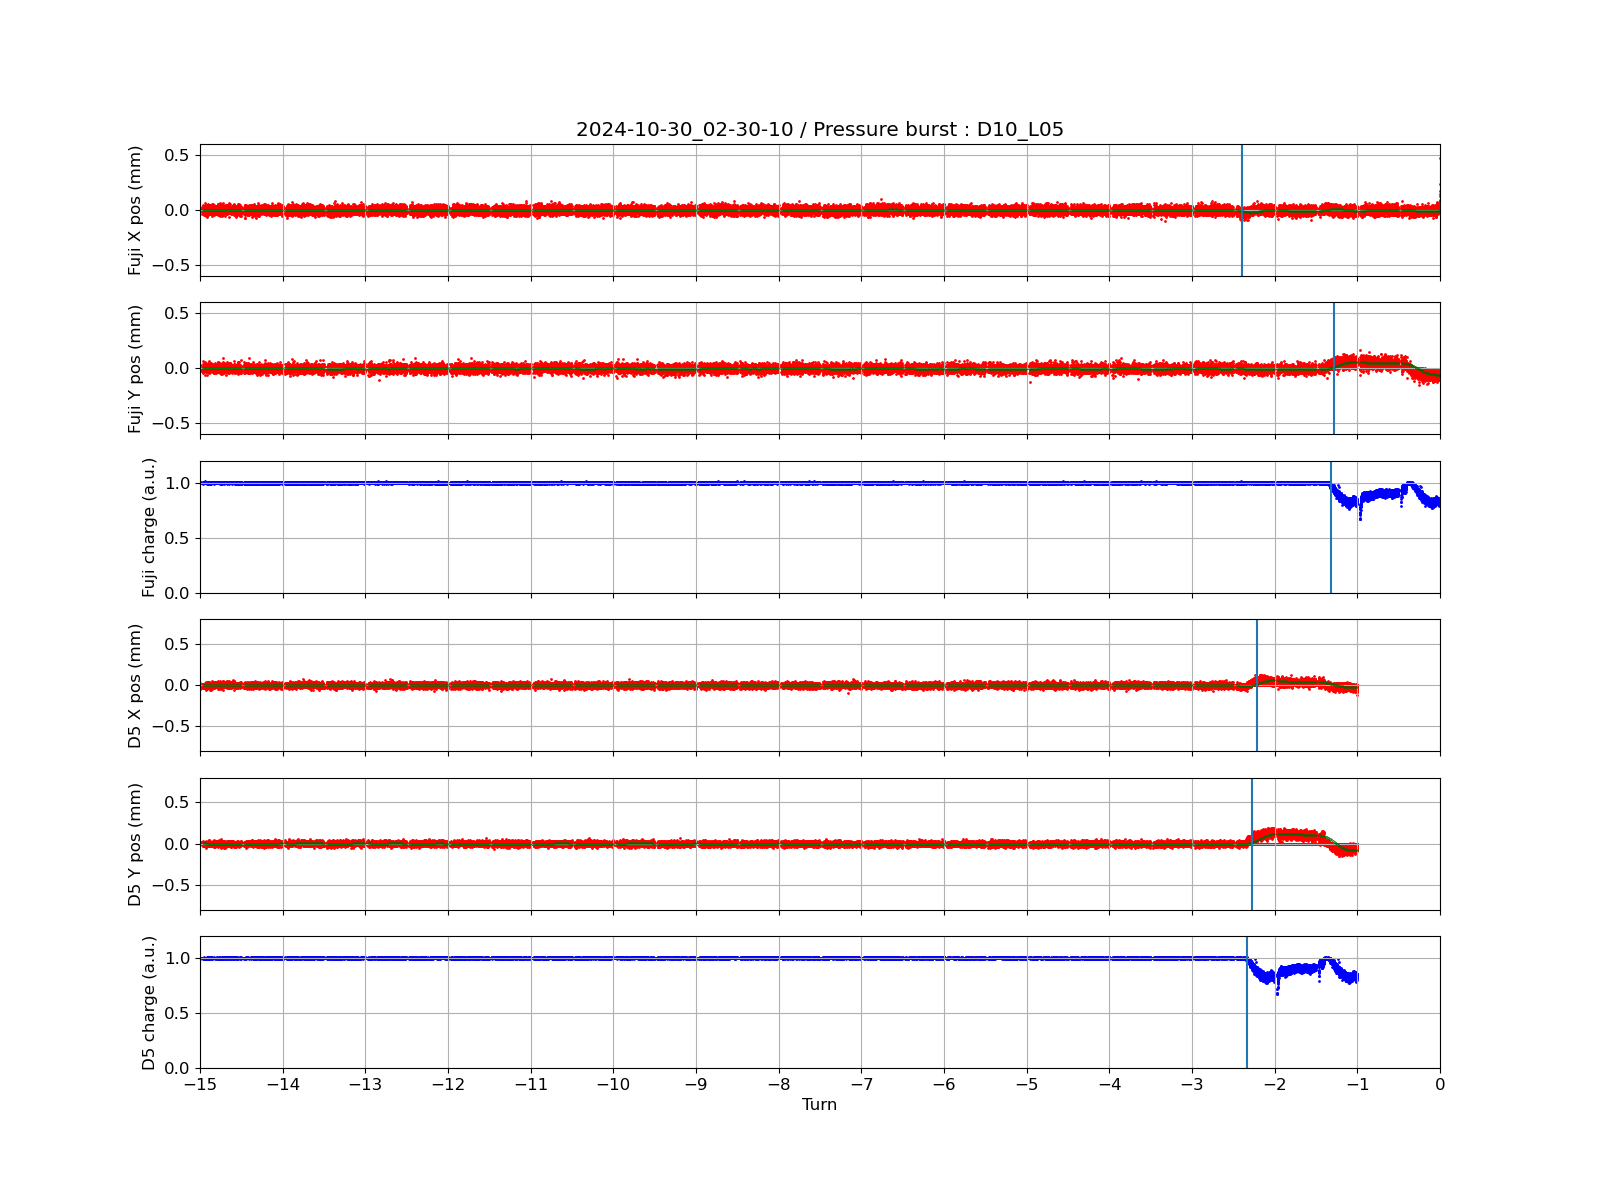 2024-10-30_02-30-10 / Pressure burst : D10_L05
Fuji X pos (mm)
0.5
0.0
−0.5
Fuji Y pos (mm)
0.5
0.0
−0.5
Fuji charge (a.u.)
1.0
0.5
0.0
D5 X pos (mm)
0.5
0.0
−0.5
D5 Y pos (mm)
0.5
0.0
−0.5
D5 charge (a.u.)
1.0
0.5
0.0
−15 −14 −13 −12 −11 −10 −9 −8 −7 −6 −5 −4 −3 −2 −1 0
Turn